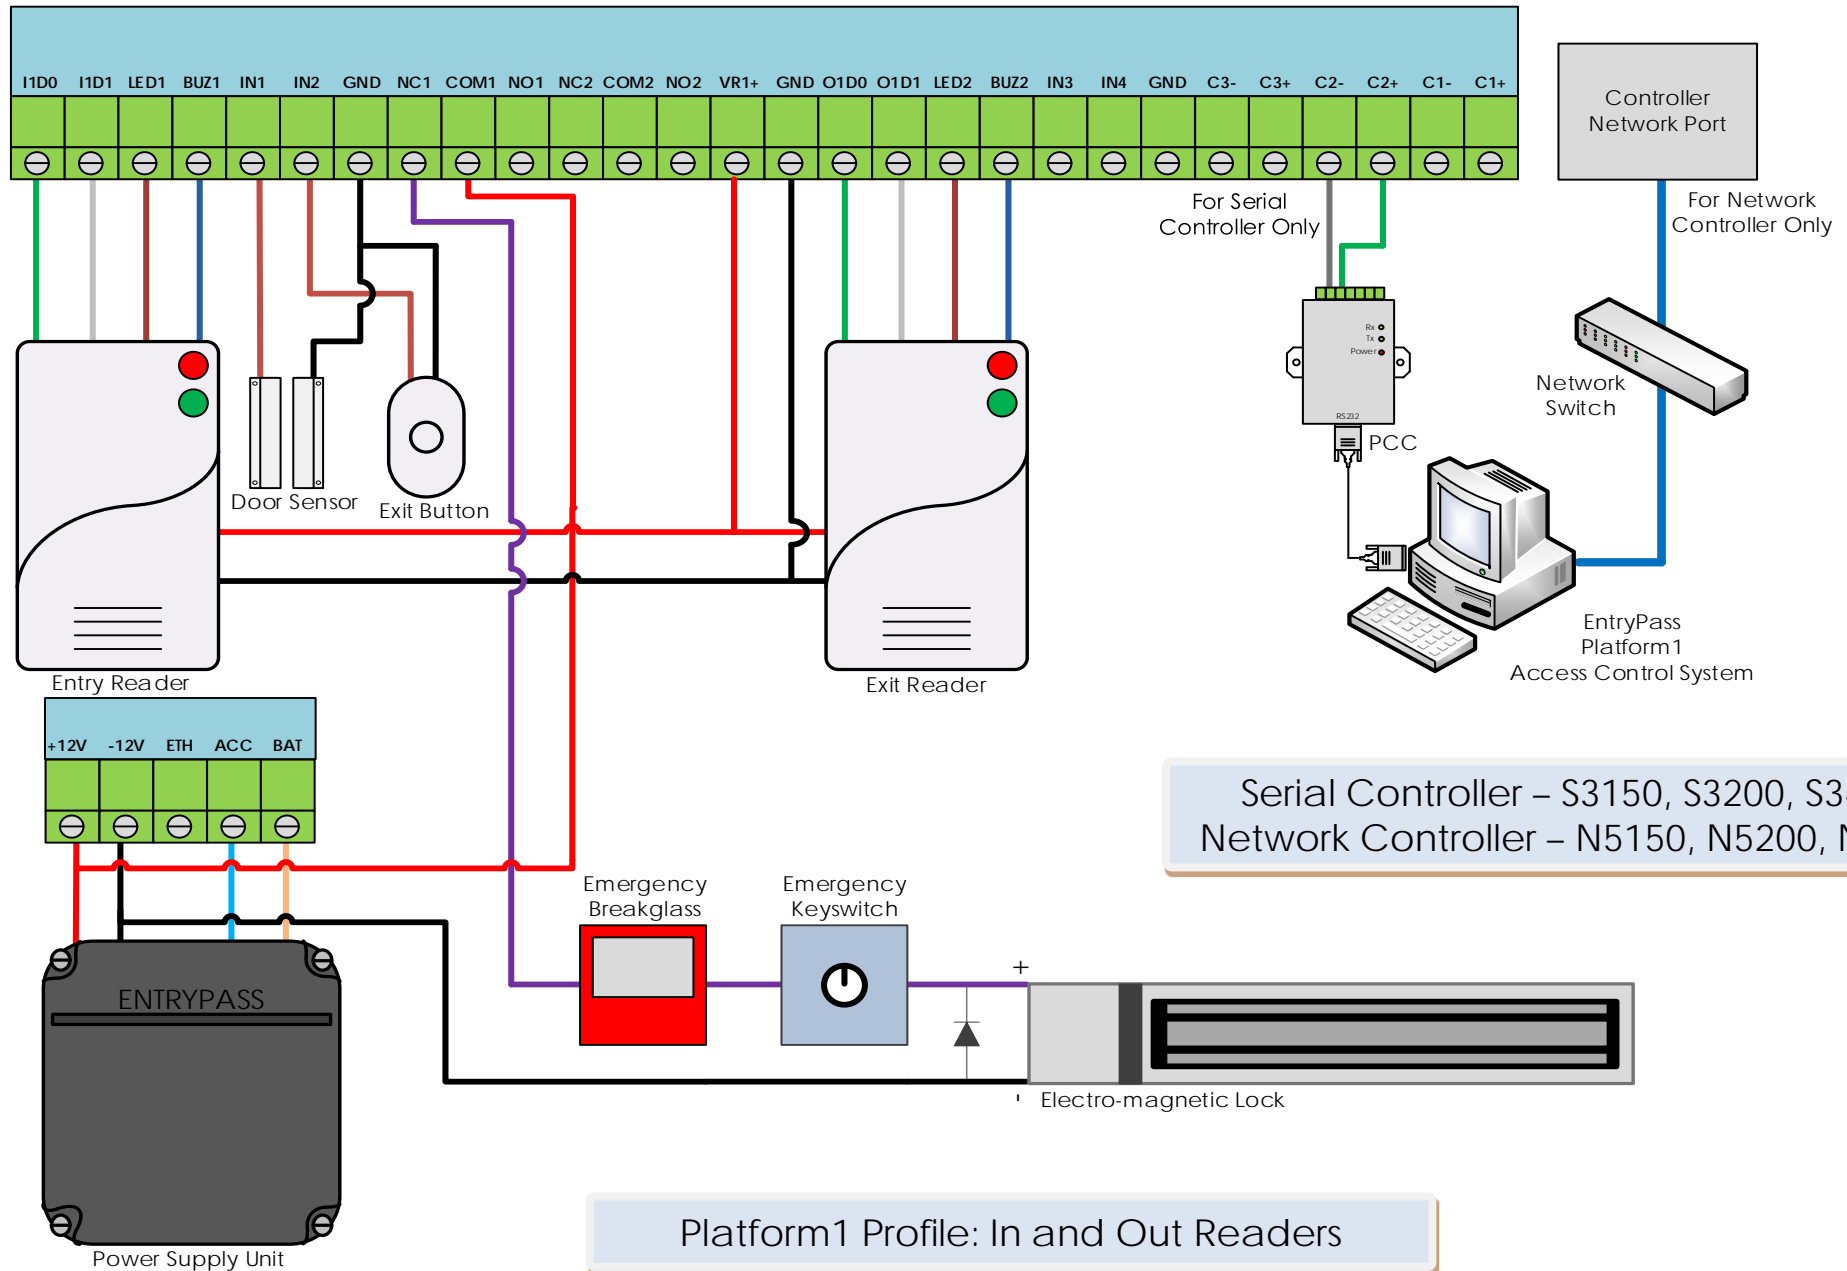 I1D0 I1D1 LED1 BUZ1 IN1 IN2 GND NC1 COM1 NO1 NC2 COM2 NO2 VR1+ GND O1D0 O1D1 LED2 BUZ2 IN3 IN4 GND C3- C3+ C2- C2+ C1- C1+
Controller
Network Port
For Serial
Controller Only
For Network
Controller Only
Rx
Tx
Power
RS232
PCC
Network
Switch
Door Sensor
Exit Button
Entry Reader
Exit Reader
EntryPass
Platform1
Access Control System
+12V -12V ETH ACC BAT
Serial Controller – S3150, S3200, S3
Network Controller – N5150, N5200,
Emergency
Breakglass
Emergency
Keyswitch
ENTRYPASS
+
-
Electro-magnetic Lock
Power Supply Unit
Platform1 Profile: In and Out Readers